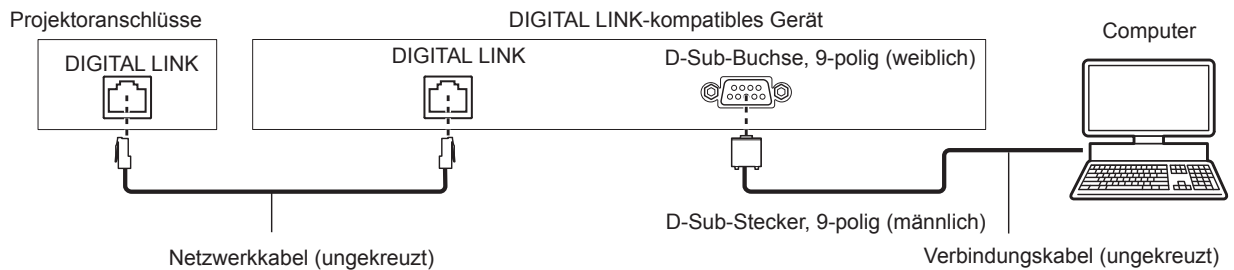 Projektoranschlüsse
DIGITAL LINK-kompatibles Gerät
Computer
DIGITAL LINK
DIGITAL LINK
D-Sub-Buchse, 9-polig (weiblich)
D-Sub-Stecker, 9-polig (männlich)
Netzwerkkabel (ungekreuzt)
Verbindungskabel (ungekreuzt)